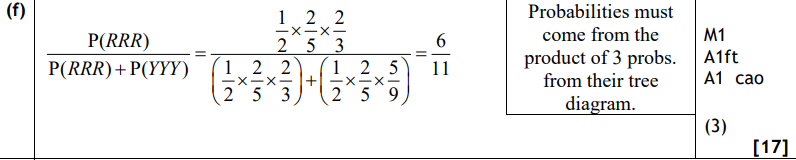 (f)
P(RRR) / (P(RRR) + P(YYY)) = (1/2 × 2/5 × 2/3) / ((1/2 × 2/5 × 2/3) + (1/2 × 2/5 × 5/9)) = 6/11
Probabilities must
come from the
product of 3 probs.
from their tree
diagram.
M1
A1ft
A1 cao
(3)
[17]